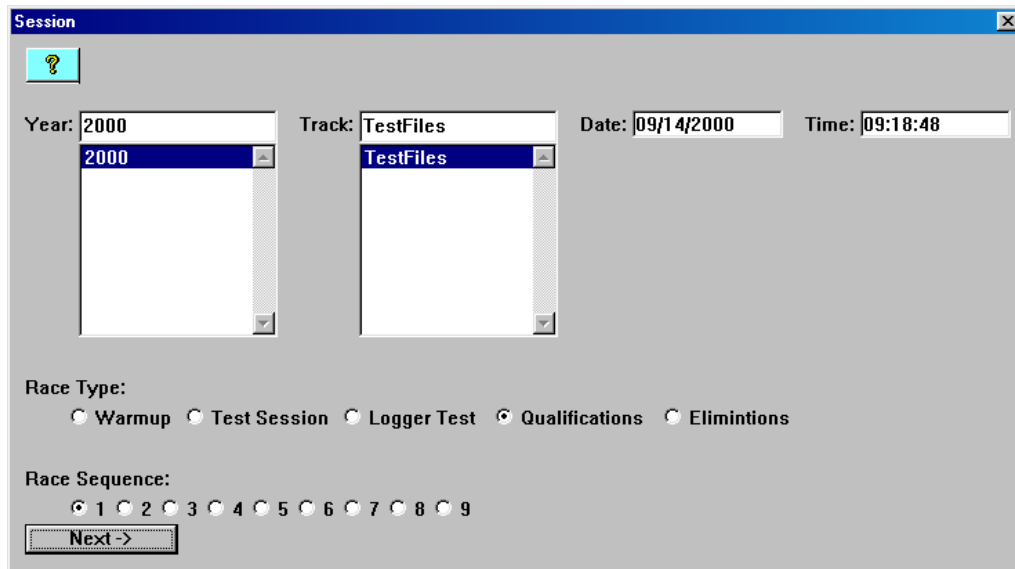 Session
?
Year: 2000 Track: TestFiles Date: 09/14/2000 Time: 09:18:48
2000 TestFiles
Race Type:
Warmup Test Session Logger Test Qualifications Elimintions
Race Sequence:
1 2 3 4 5 6 7 8 9
Next ->